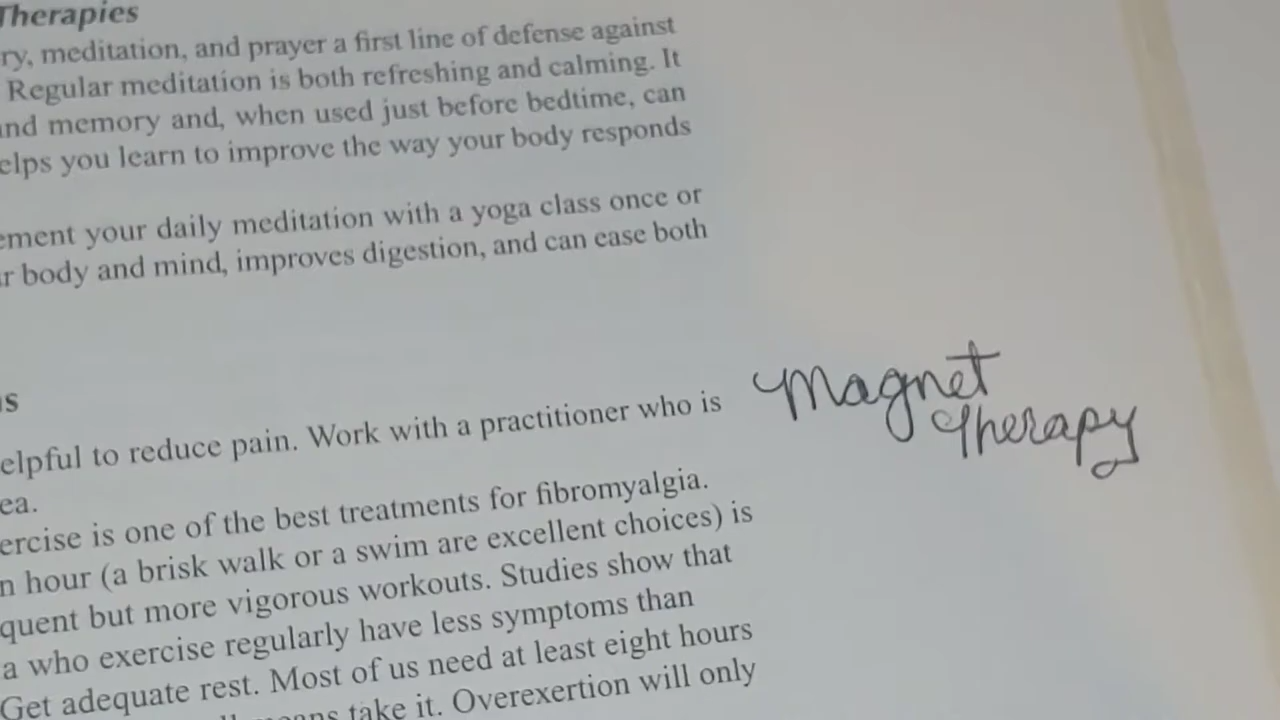 Therapies
ry, meditation, and prayer a first line of defense against
Regular meditation is both refreshing and calming. It
and memory and, when used just before bedtime, can
elps you learn to improve the way your body responds
ement your daily meditation with a yoga class once or
r body and mind, improves digestion, and can ease both
s
elpful to reduce pain. Work with a practitioner who is
Magnet
Therapy
ea.
ercise is one of the best treatments for fibromyalgia.
n hour (a brisk walk or a swim are excellent choices) is
quent but more vigorous workouts. Studies show that
a who exercise regularly have less symptoms than
Get adequate rest. Most of us need at least eight hours
means take it. Overexertion will only